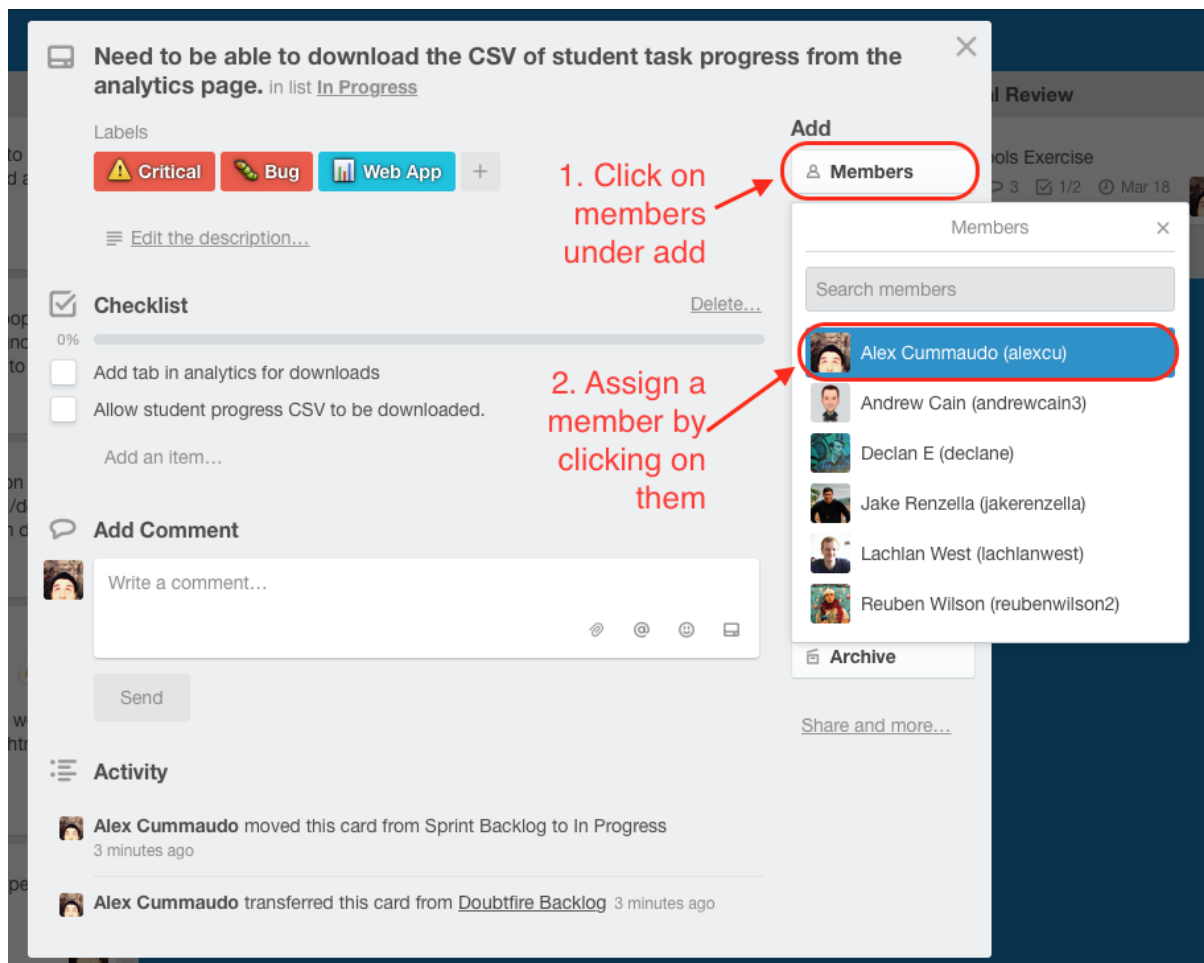 Need to be able to download the CSV of student task progress from the
analytics page. in list In Progress
Labels
Critical
Bug
Web App
+
Edit the description…
Checklist
Delete…
0%
Add tab in analytics for downloads
Allow student progress CSV to be downloaded.
Add an item…
Add Comment
Write a comment…
@
Send
Activity
Alex Cummaudo moved this card from Sprint Backlog to In Progress
3 minutes ago
Alex Cummaudo transferred this card from Doubtfire Backlog 3 minutes ago
Add
Members
1. Click on
members
under add
Members
Search members
Alex Cummaudo (alexcu)
Andrew Cain (andrewcain3)
Declan E (declane)
Jake Renzella (jakerenzella)
Lachlan West (lachlanwest)
Reuben Wilson (reubenwilson2)
2. Assign a
member by
clicking on
them
Archive
Share and more…
Review
Exercise
3 1/2 Mar 18